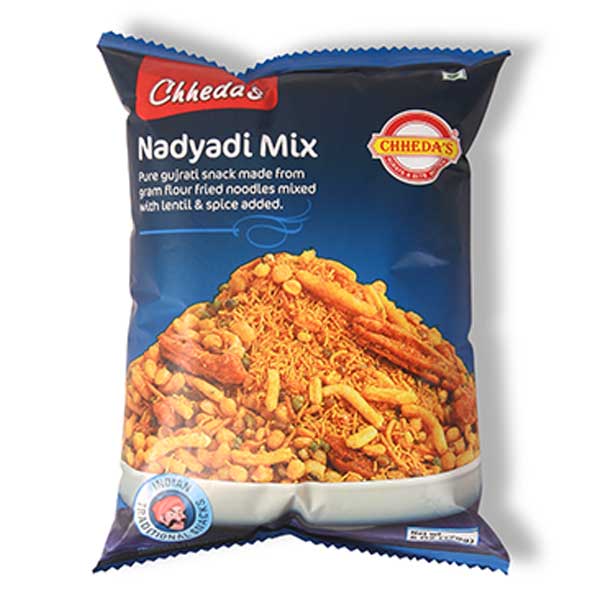 Chheda's
Nadyadi Mix
Pure gujrati snack made from
gram flour fried noodles mixed
with lentil & spice added.
CHHEDA'S
INDIAN
TRADITIONAL SNACKS